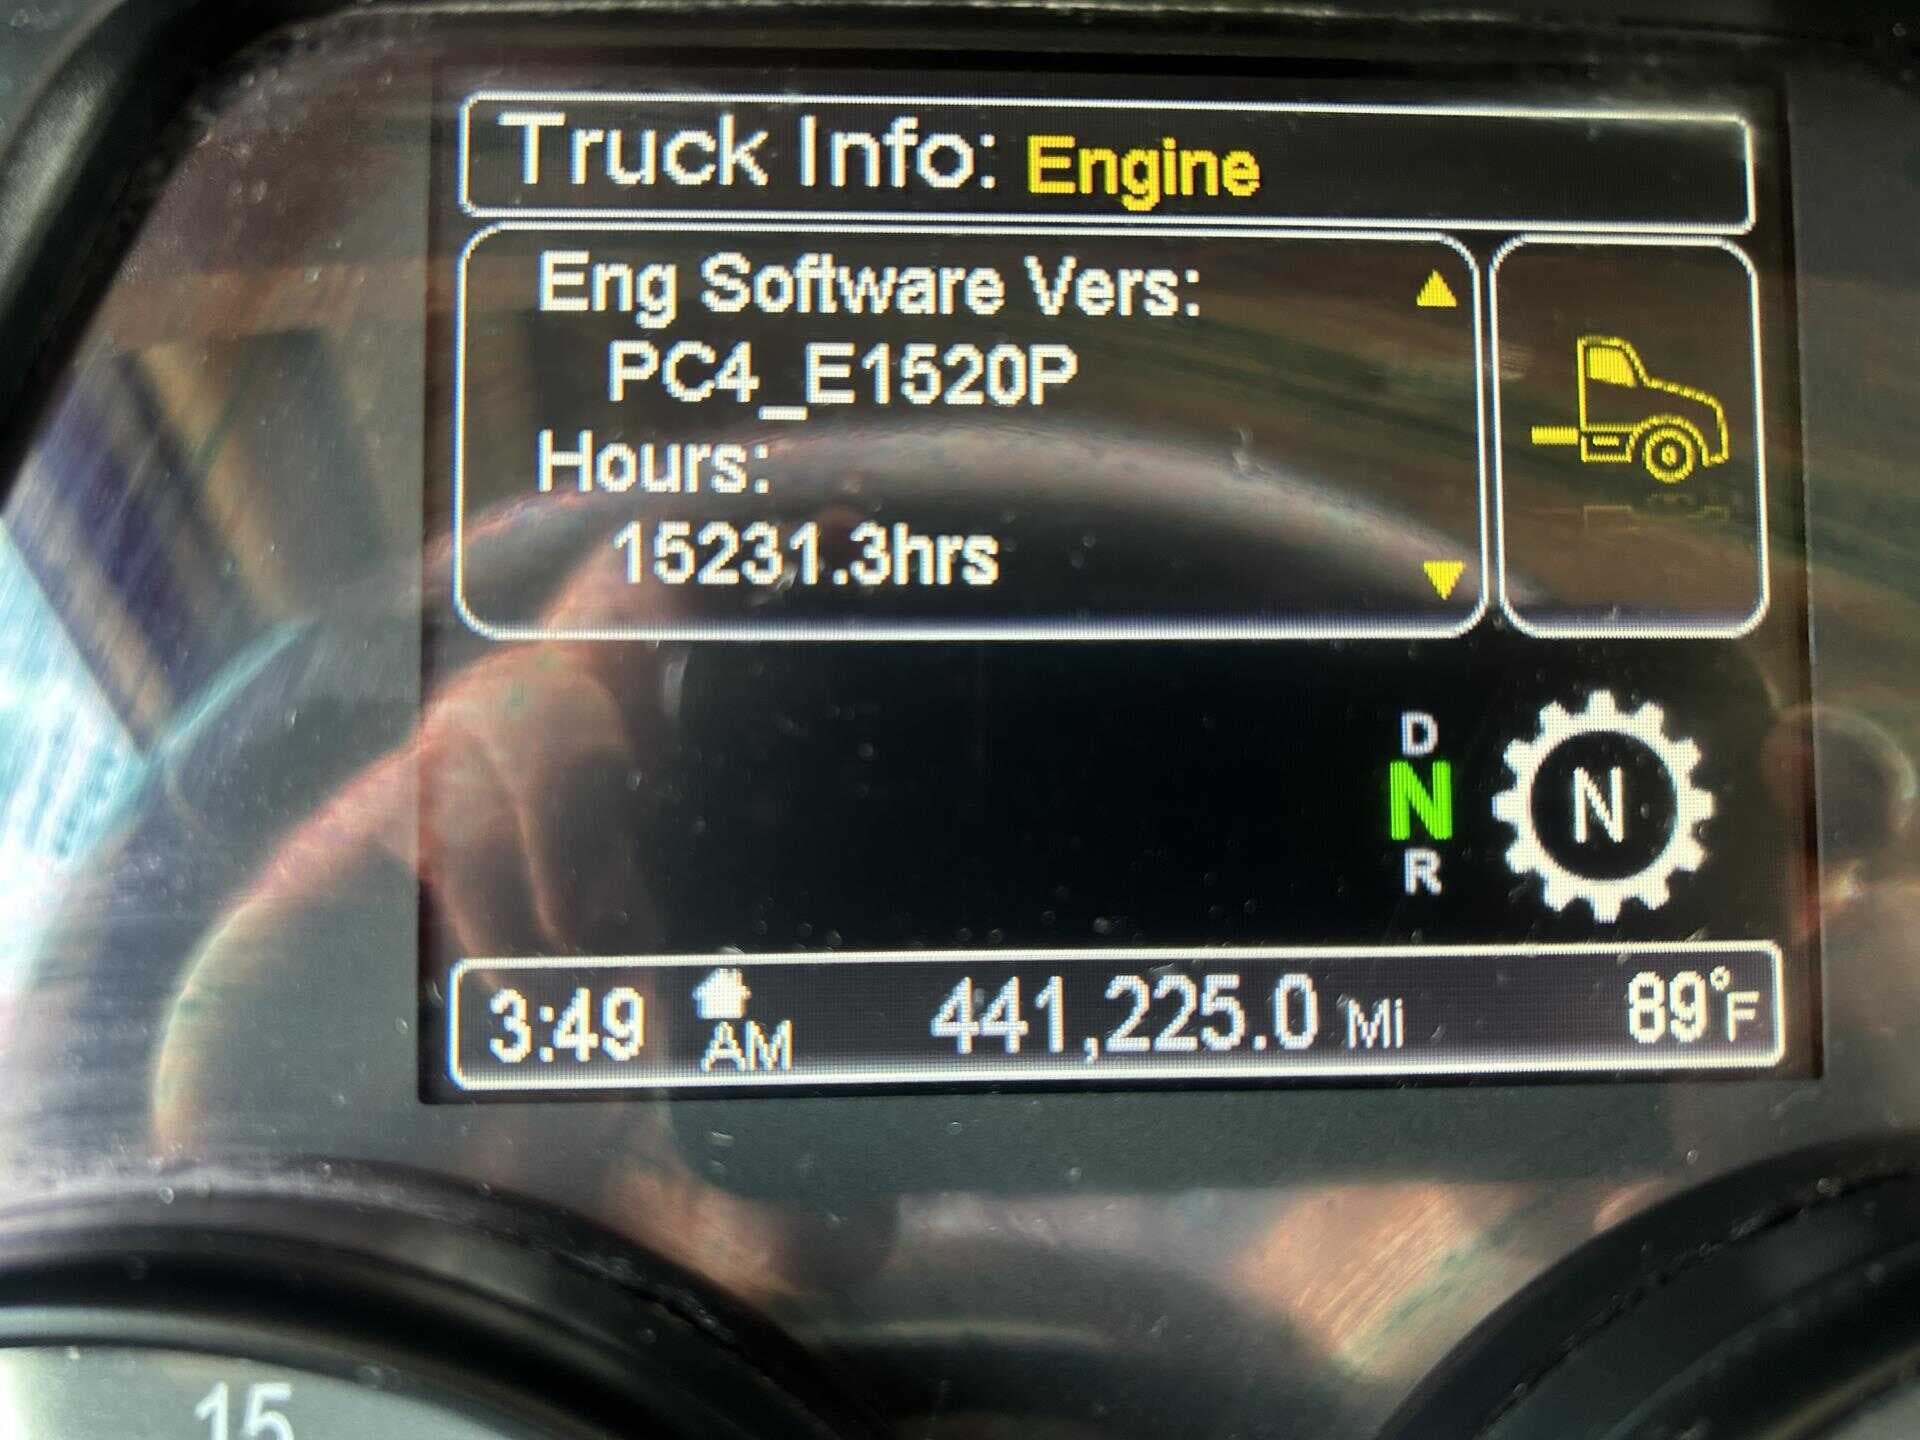 Truck Info: Engine
Eng Software Vers:
PC4_E1520P
Hours:
15231.3hrs
D
N
R
N
3:49 AM 441,225.0 Mi 89°F
15